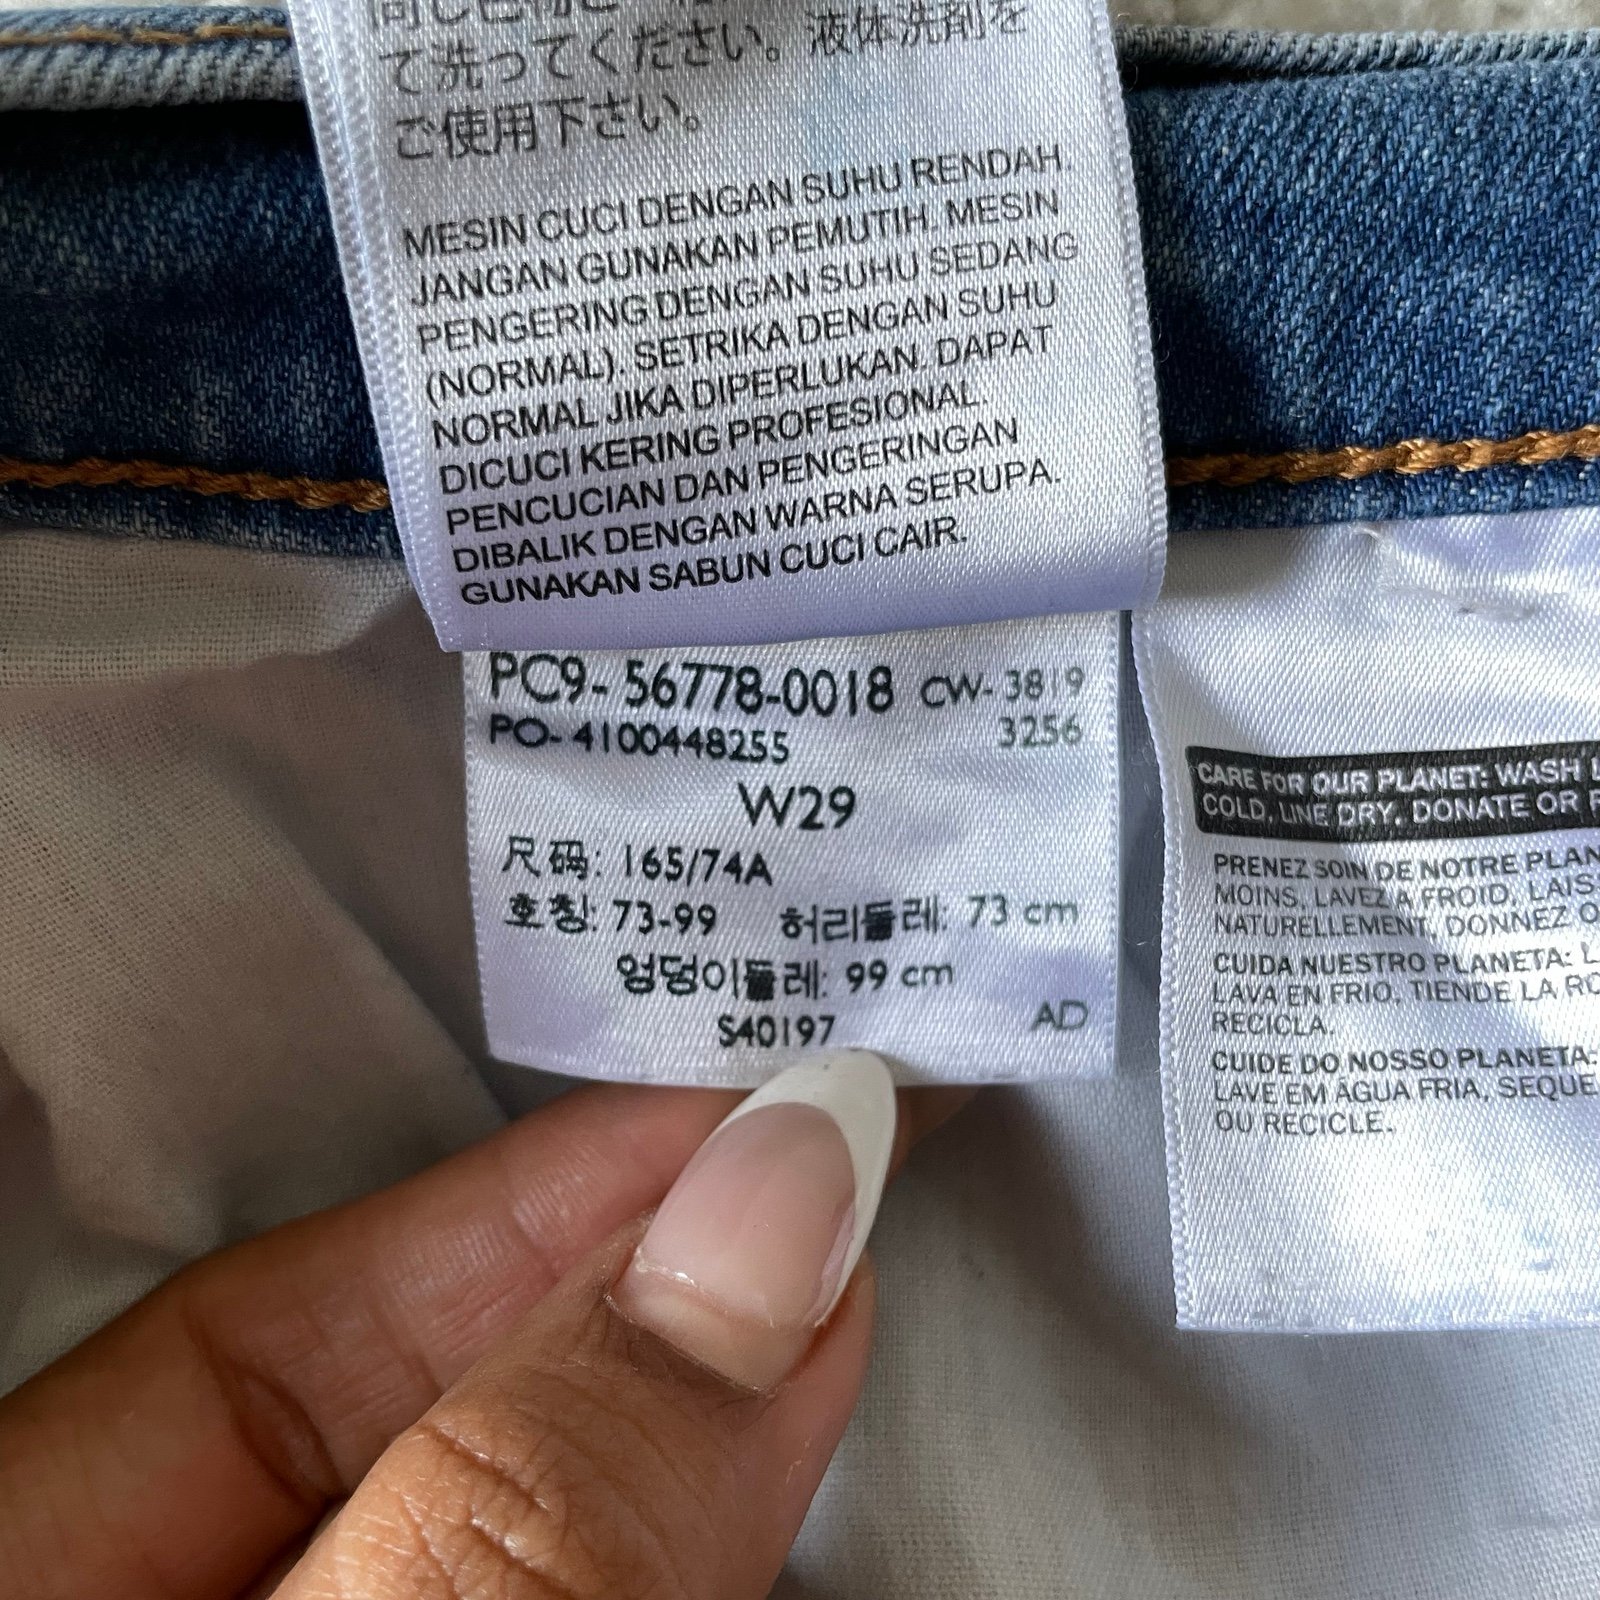 て洗ってください。液体洗剤を
ご使用下さい。
MESIN CUCI DENGAN SUHU RENDAH.
JANGAN GUNAKAN PEMUTIH. MESIN
PENGERING DENGAN SUHU SEDANG
(NORMAL). SETRIKA DENGAN SUHU
NORMAL JIKA DIPERLUKAN. DAPAT
DICUCI KERING PROFESIONAL.
PENCUCIAN DAN PENGERINGAN
DIBALIK DENGAN WARNA SERUPA.
GUNAKAN SABUN CUCI CAIR.
PC9-56778-0018 CW-3819
PO-4100448255 3256
W29
尺码: 165/74A
호칭: 73-99 허리둘레: 73 cm
엉덩이둘레: 99 cm
S40197 AD
CARE FOR OUR PLANET: WASH
COLD, LINE DRY, DONATE OR
PRENEZ SOIN DE NOTRE
MOINS, LAVEZ A FROID,
NATURELLEMENT, DONNEZ
CUIDA NUESTRO PLANETA:
LAVA EN FRIO, TIENDE LA
RECICLA.
CUIDE DO NOSSO PLANETA:
LAVE EM ÁGUA FRIA,
OU RECICLE.